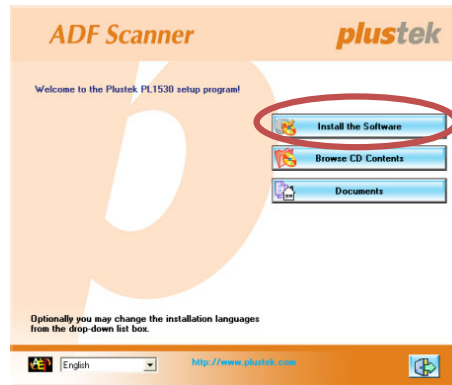 ADF Scanner
plustek
Welcome to the Plustek PL1530 setup program!
Install the Software
Browse CD Contents
Documents
Optionally you may change the installation languages
from the drop-down list box.
English
http://www.plustek.com